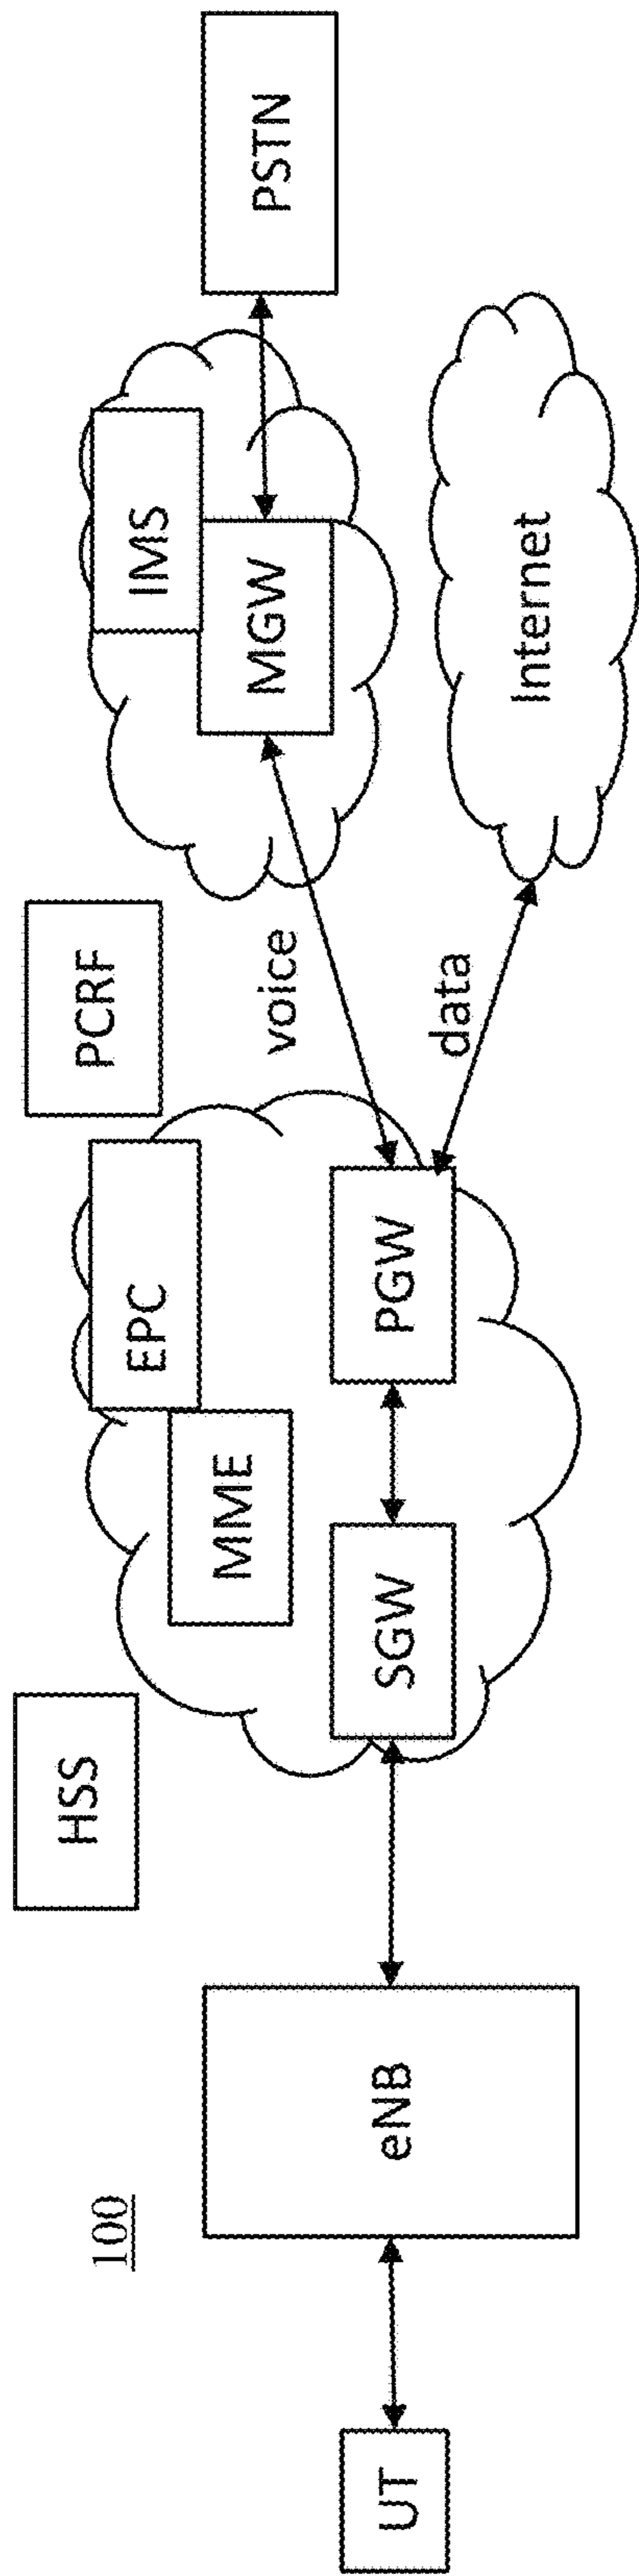 100
UT
eNB
HSS
SGW
MME
EPC
PGW
PCRF
voice
data
IMS
MGW
Internet
PSTN